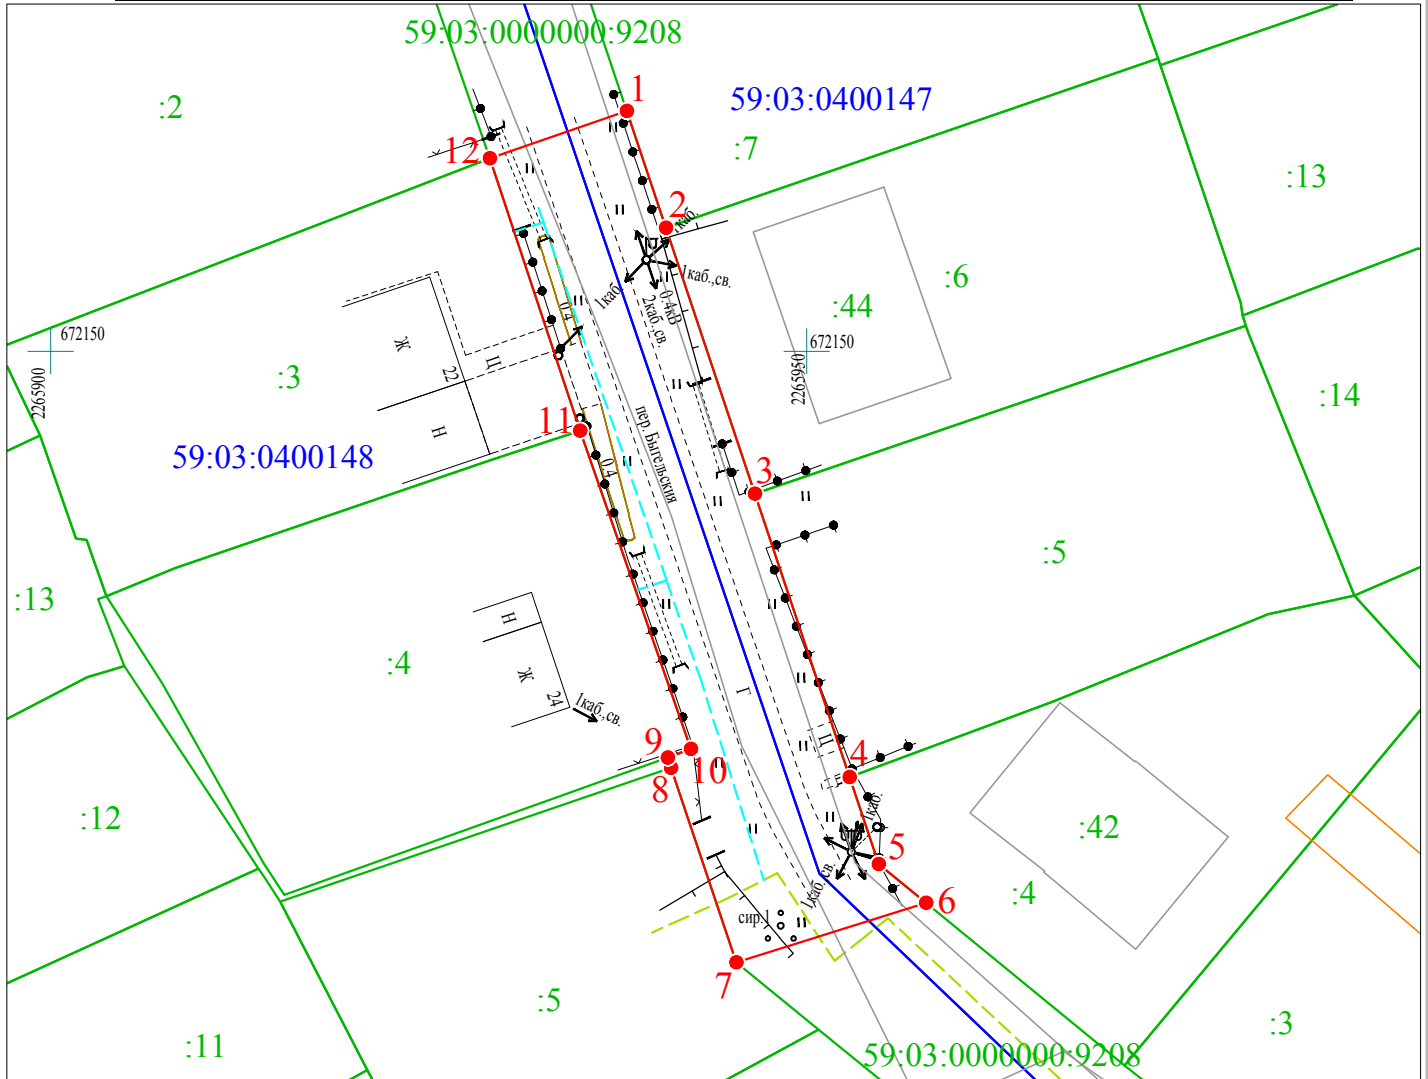 59:03:0000000:9208
:2
1
59:03:0400147
:7
12
:13
2
1каб.
:6
1каб.,св.
1каб.
0.4кВ
2каб.,св.
:44
0.4
672150
2265900
672150
2265950
Ж
22
Ц
:3
:14
11
Н
пер. Быгельский
59:03:0400148
0.4
3
:5
:13
Н
:4
Ж
24
1каб.,св.
Г
Ц
9
10
4
8
1каб.
:12
:42
5
1каб.,св.
6
:4
сир.1
7
:5
:3
:11
59:03:0000000:9208